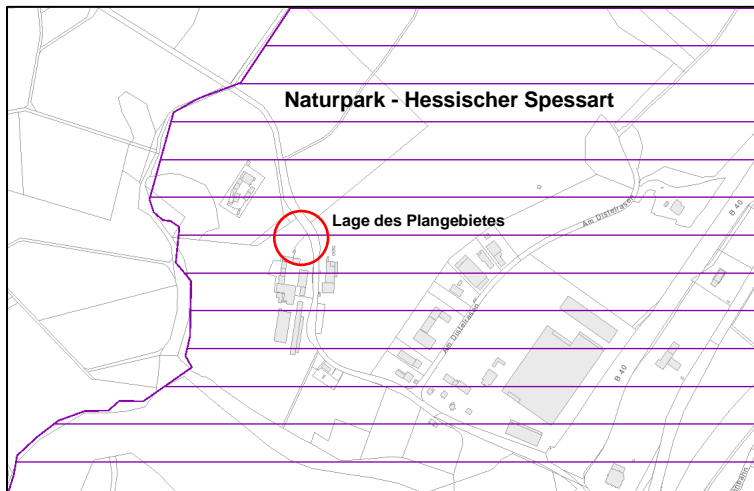 Naturpark - Hessischer Spessart
Lage des Plangebietes
Am Distelrasen
B 40
Am Distelrasen
B 40